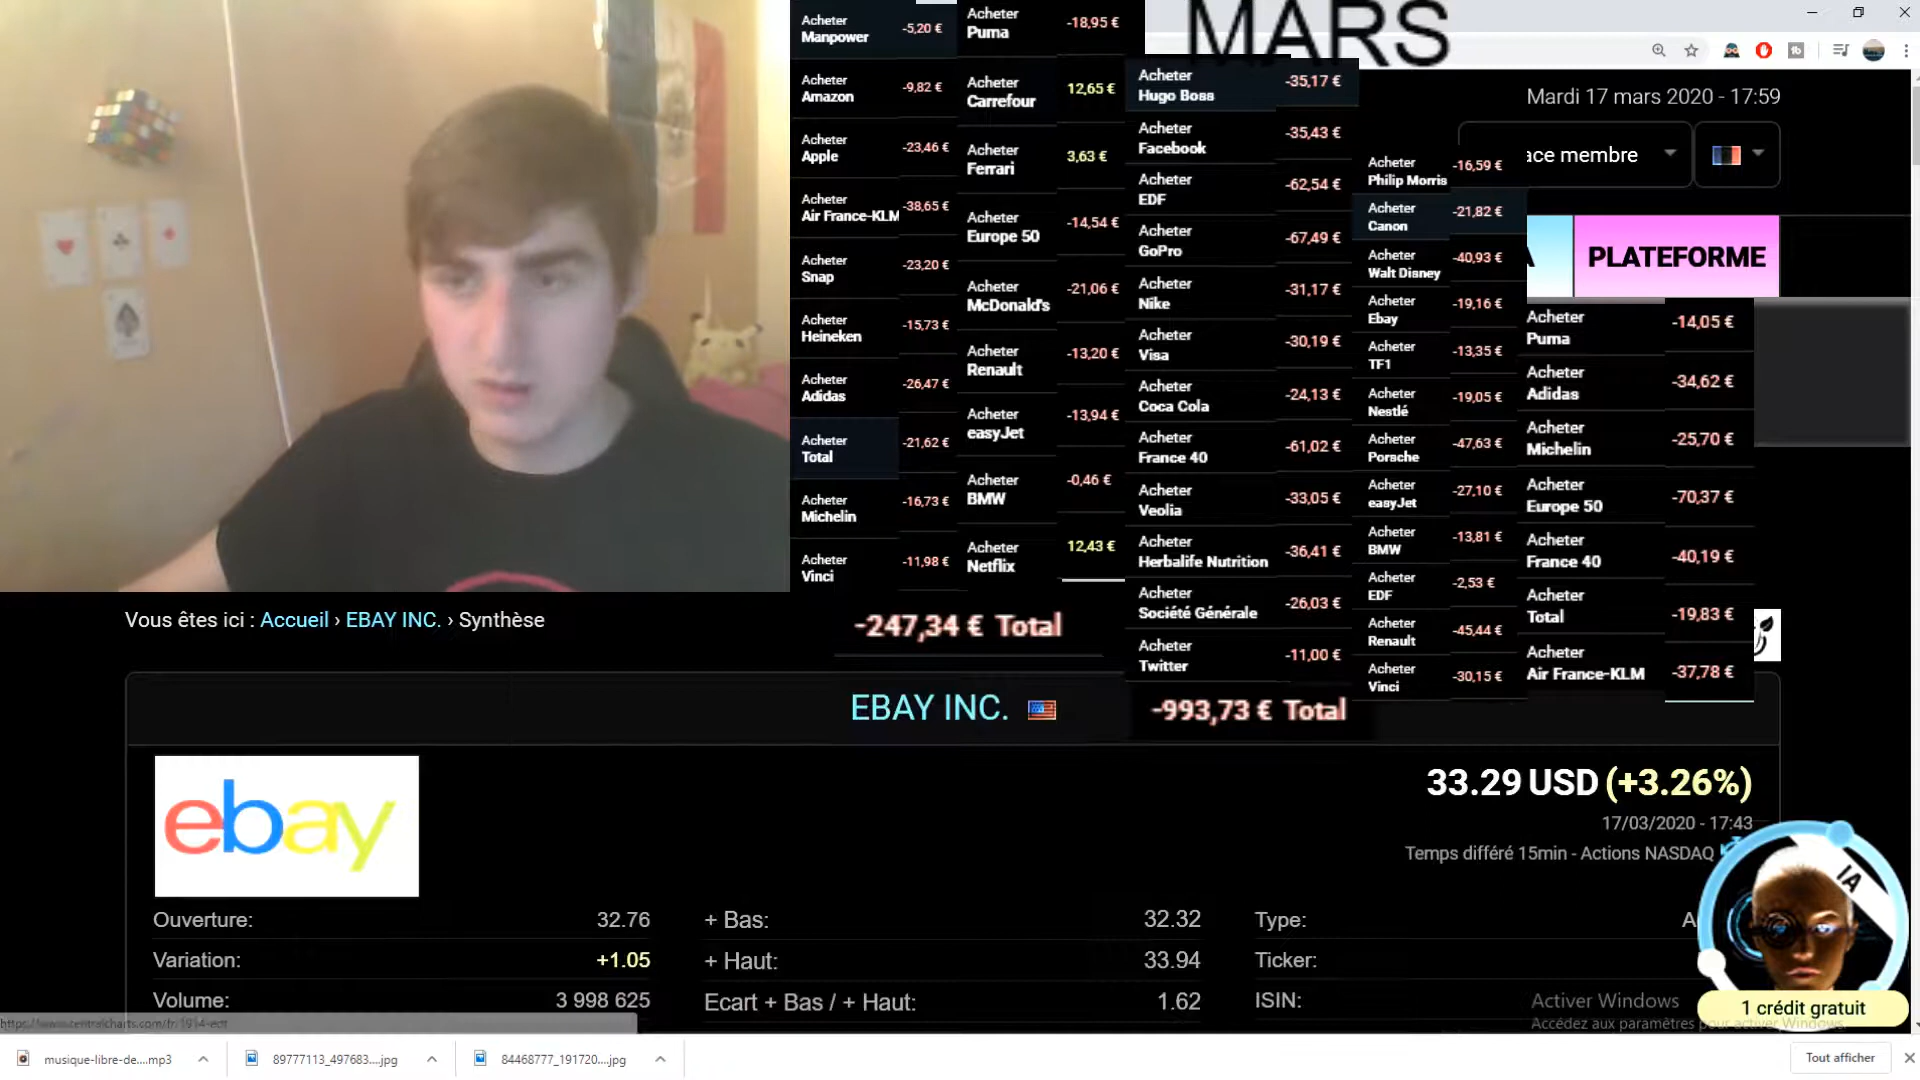 MARS
Acheter
Manpower
-5,20 €
Acheter
Amazon
-9,82 €
Acheter
Apple
-23,46 €
Acheter
Air France-KLM
-38,65 €
Acheter
Snap
-23,20 €
Acheter
Heineken
-15,73 €
Acheter
Adidas
-26,47 €
Acheter
Total
-21,62 €
Acheter
Michelin
-16,73 €
Acheter
Vinci
-11,98 €
Acheter
Puma
-18,95 €
Acheter
Carrefour
12,65 €
Acheter
Ferrari
3,63 €
Acheter
Europe 50
-14,54 €
Acheter
McDonald's
-21,06 €
Acheter
Renault
-13,20 €
Acheter
easyJet
-13,94 €
Acheter
BMW
-0,46 €
Acheter
Netflix
12,43 €
-247,34 € Total
Acheter
Hugo Boss
-35,17 €
Acheter
Facebook
-35,43 €
Acheter
EDF
-62,54 €
Acheter
GoPro
-67,49 €
Acheter
Nike
-31,17 €
Acheter
Visa
-30,19 €
Acheter
Coca Cola
-24,13 €
Acheter
France 40
-61,02 €
Acheter
Veolia
-33,05 €
Acheter
Herbalife Nutrition
-36,41 €
Acheter
Société Générale
-26,03 €
Acheter
Twitter
-11,00 €
Acheter
Philip Morris
-16,59 €
Acheter
Canon
-21,82 €
Acheter
Walt Disney
-40,93 €
Acheter
Ebay
-19,16 €
Acheter
TF1
-13,35 €
Acheter
Nestlé
-19,05 €
Acheter
Porsche
-47,63 €
Acheter
easyJet
-27,10 €
Acheter
BMW
-13,81 €
Acheter
EDF
-2,53 €
Acheter
Renault
-45,44 €
Acheter
Vinci
-30,15 €
Acheter
Puma
-14,05 €
Acheter
Adidas
-34,62 €
Acheter
Michelin
-25,70 €
Acheter
Europe 50
-70,37 €
Acheter
France 40
-40,19 €
Acheter
Total
-19,83 €
Acheter
Air France-KLM
-37,78 €
-993,73 € Total
Mardi 17 mars 2020 - 17:59
ace membre
A
PLATEFORME
Vous êtes ici : Accueil › EBAY INC. › Synthèse
EBAY INC.
ebay
33.29 USD (+3.26%)
17/03/2020 - 17:43
Temps différé 15min - Actions NASDAQ
Ouverture: 32.76
+ Bas: 32.32
Type: A
Variation: +1.05
+ Haut: 33.94
Ticker:
Volume: 3 998 625
Ecart + Bas / + Haut: 1.62
ISIN:
IA
1 crédit gratuit
Activer Windows
Accédez aux paramètres pour activer Windows.
musique-libre-de....mp3
89777113_497683....jpg
84468777_191720....jpg
Tout afficher